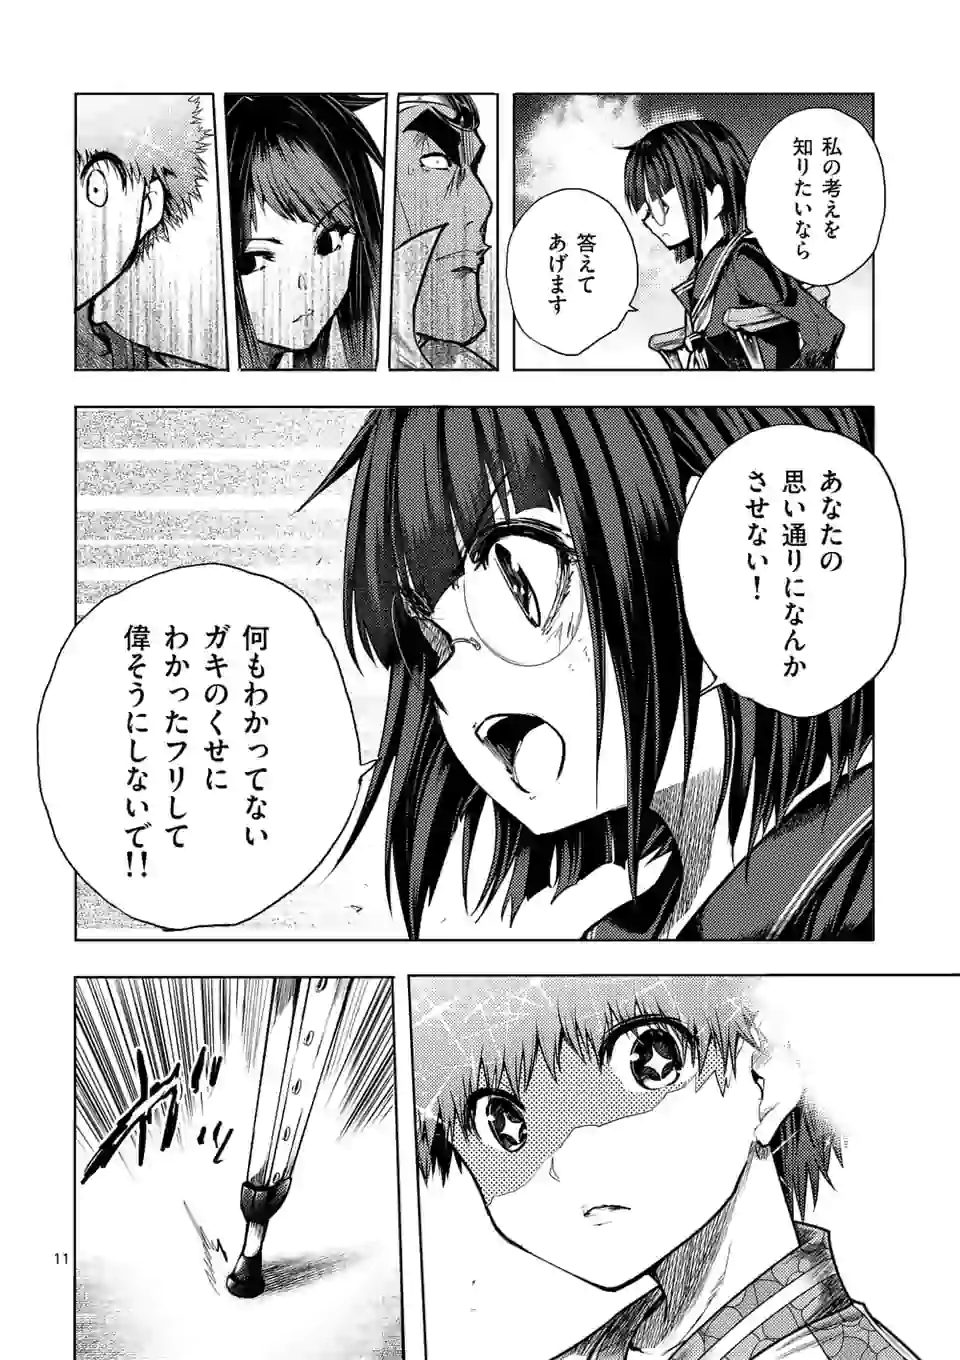 私の考えを
知りたいなら
答えて
あげます
あなたの
思い通りになんか
させない!
何もわかってない
ガキのくせに
わかったフリして
偉そうにしないで!!
ガッ
11